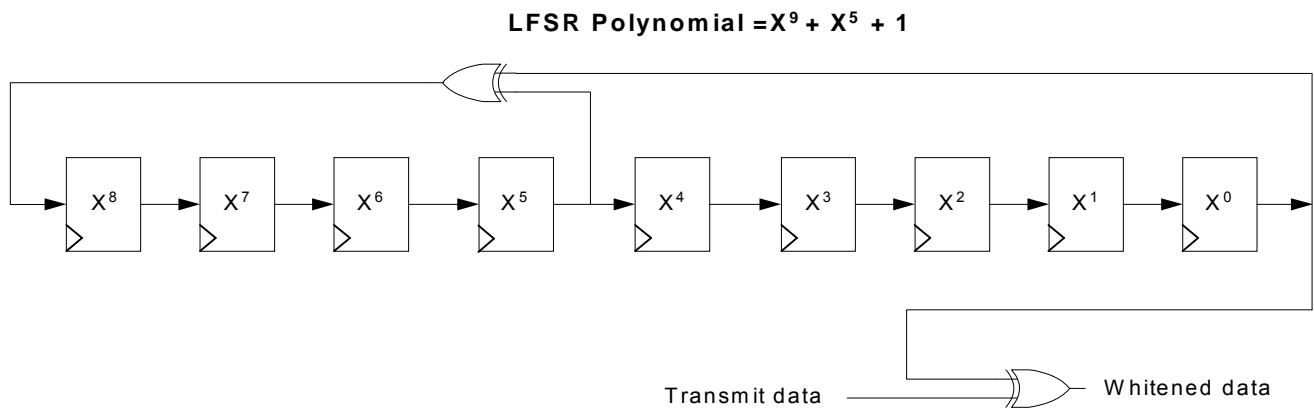 LFSR Polynomial =X⁹ + X⁵ + 1
X⁸ X⁷ X⁶ X⁵ X⁴ X³ X² X¹ X⁰
Transmit data
Whitened data